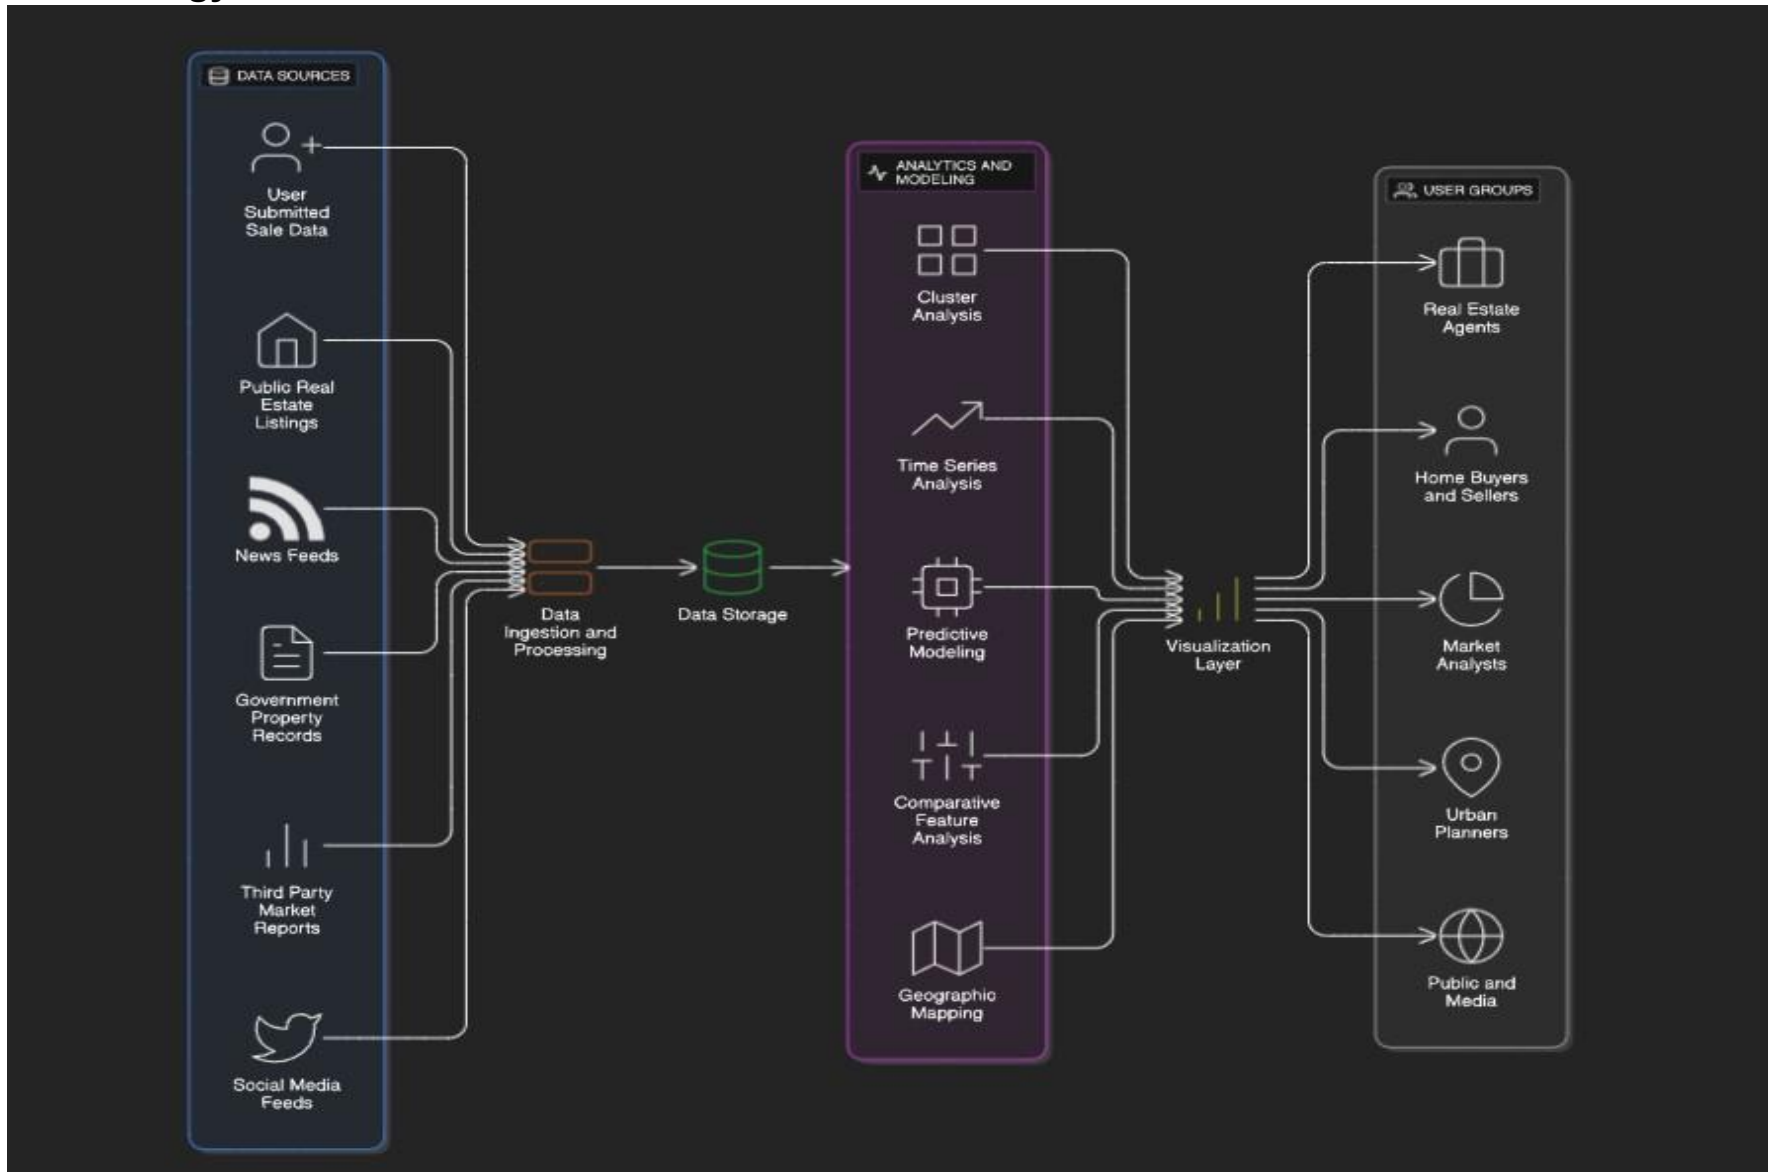 DATA SOURCES
User
Submitted
Sale Data
Public Real
Estate
Listings
News Feeds
Government
Property
Records
Third Party
Market
Reports
Social Media
Feeds
Data
Ingestion and
Processing
Data Storage
ANALYTICS AND
MODELING
Cluster
Analysis
Time Series
Analysis
Predictive
Modeling
Comparative
Feature
Analysis
Geographic
Mapping
Visualization
Layer
USER GROUPS
Real Estate
Agents
Home Buyers
and Sellers
Market
Analysts
Urban
Planners
Public and
Media